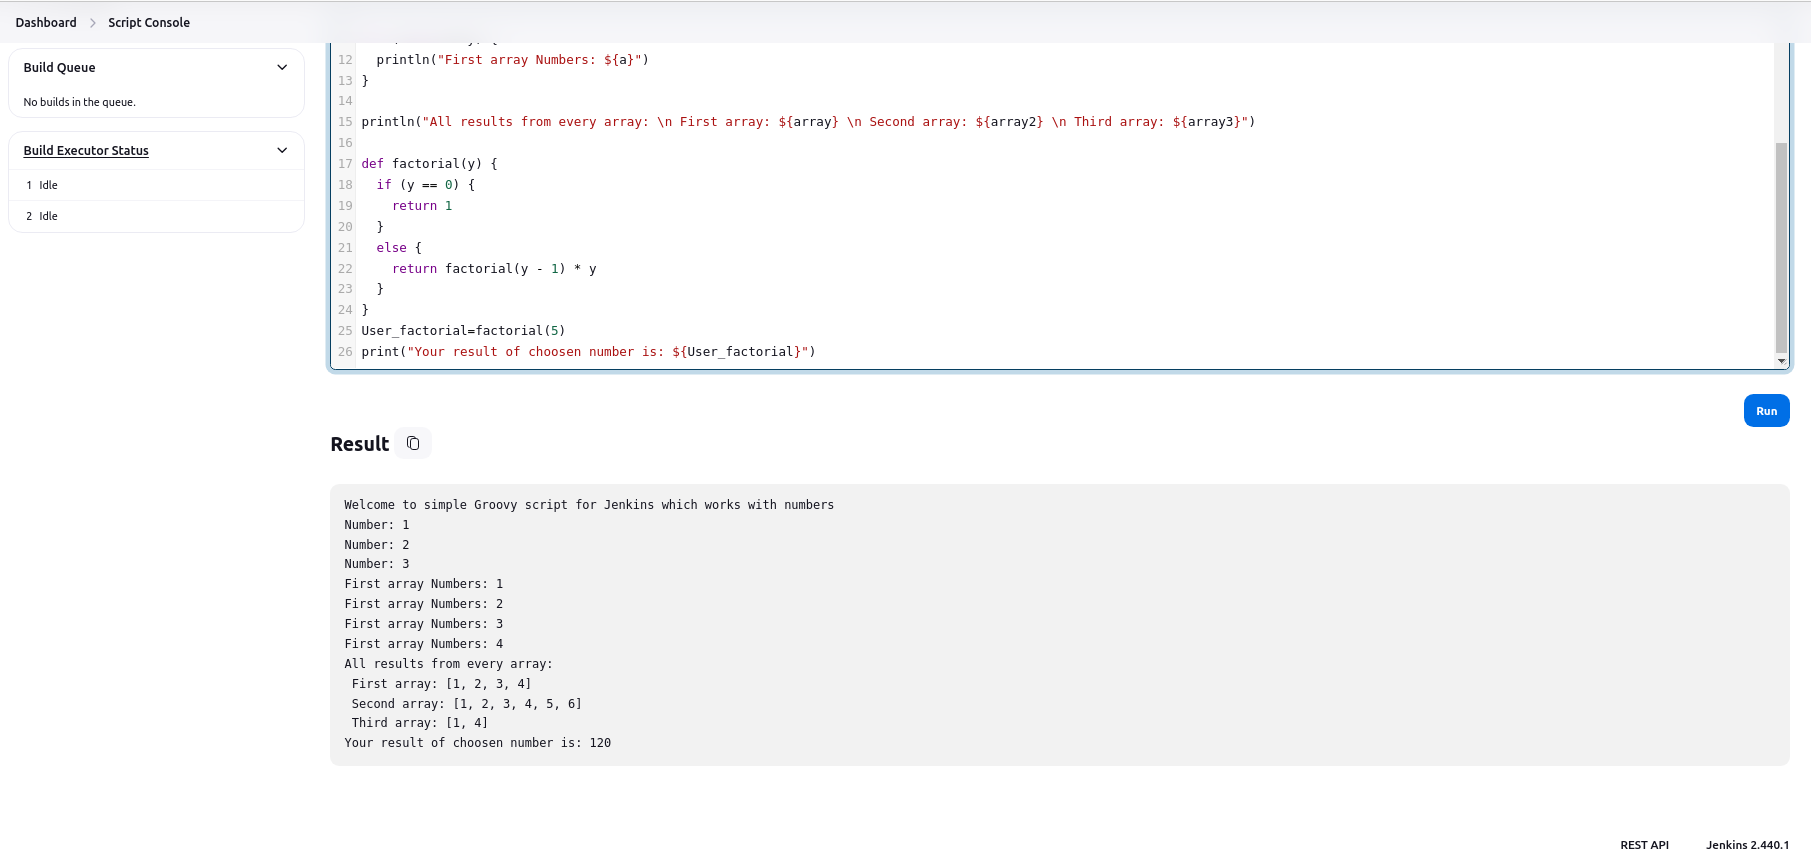 Dashboard > Script Console
Build Queue
No builds in the queue.
Build Executor Status
1 Idle
2 Idle
12 println("First array Numbers: ${a}")
13 }
14
15 println("All results from every array: \n First array: ${array} \n Second array: ${array2} \n Third array: ${array3}")
16
17 def factorial(y) {
18 if (y == 0) {
19 return 1
20 }
21 else {
22 return factorial(y - 1) * y
23 }
24 }
25 User_factorial=factorial(5)
26 print("Your result of choosen number is: ${User_factorial}")
Run
Result
Welcome to simple Groovy script for Jenkins which works with numbers
Number: 1
Number: 2
Number: 3
First array Numbers: 1
First array Numbers: 2
First array Numbers: 3
First array Numbers: 4
All results from every array:
First array: [1, 2, 3, 4]
Second array: [1, 2, 3, 4, 5, 6]
Third array: [1, 4]
Your result of choosen number is: 120
REST API
Jenkins 2.440.1